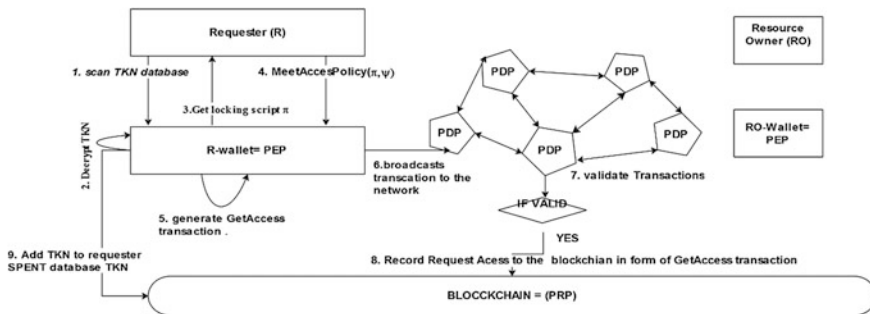 Requester (R)
Resource
Owner (RO)
1. scan TKN database
4. MeetAccesPolicy(π,ψ)
3.Get locking script π
2. Decrypt TKN
R-wallet= PEP
PDP
PDP
PDP
PDP
PDP
RO-Wallet=
PEP
6.broadcasts
transcation to the
network
7. validate Transactions
5. generate GetAccess
transaction .
IF VALID
YES
9. Add TKN to requester
SPENT database TKN
8. Record Request Acess to the blockchian in form of GetAccess transaction
BLOCCKCHAIN = (PRP)